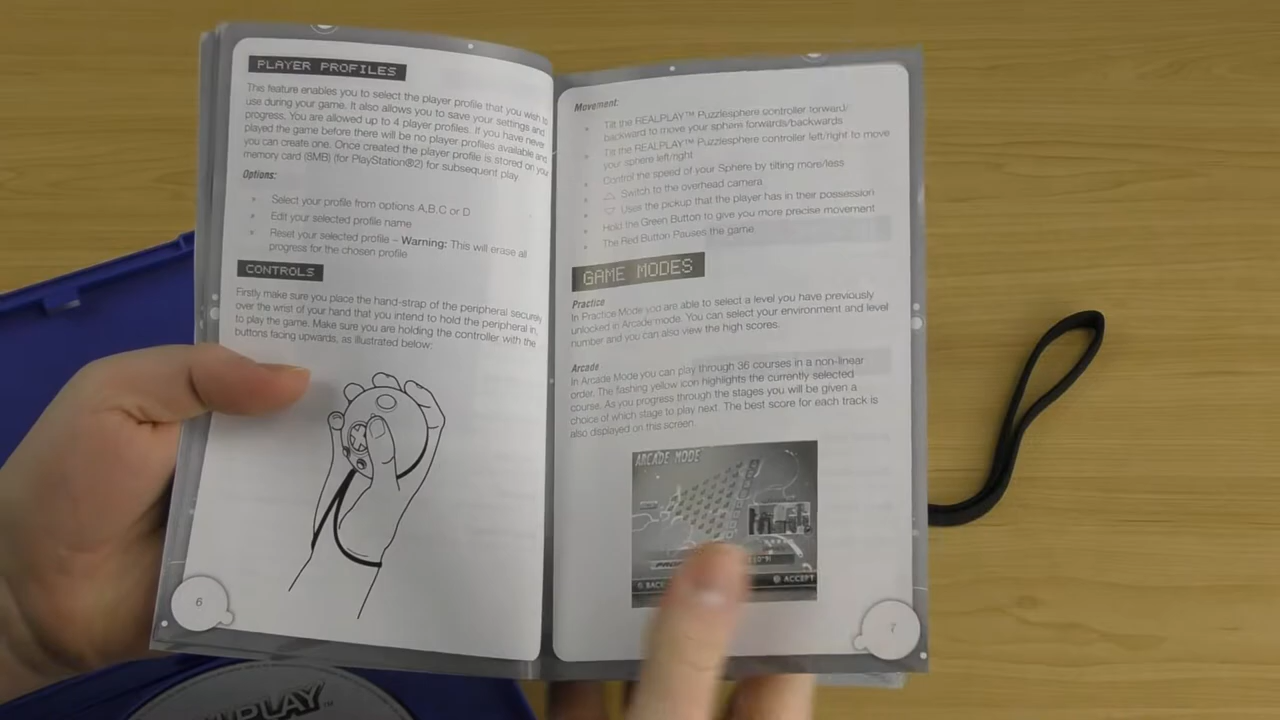 PLAYER PROFILES
This feature enables you to select the player profile that you wish to
use during your game. It also allows you to save your settings and
progress. You are allowed up to 4 player profiles. If you have never
played the game before there will be no player profiles available and
you can create one. Once created the player profile is stored on your
memory card (8MB) (for PlayStation®2) for subsequent play.
Options:
Select your profile from options A,B,C or D
Edit your selected profile name
Reset your selected profile – Warning: This will erase all
progress for the chosen profile
CONTROLS
Firstly make sure you place the hand-strap of the peripheral securely
over the wrist of your hand that you intend to hold the peripheral in,
to play the game. Make sure you are holding the controller with the
buttons facing upwards, as illustrated below:
6
Movement:
Tilt the REALPLAY™ Puzzlesphere controller forward/
backward to move your sphere forwards/backwards
Tilt the REALPLAY™ Puzzlesphere controller left/right to move
your sphere left/right
Control the speed of your Sphere by tilting more/less
Switch to the overhead camera
Uses the pickup that the player has in their possession
Hold the Green Button to give you more precise movement
The Red Button Pauses the game
GAME MODES
Practice
In Practice Mode you are able to select a level you have previously
unlocked in Arcade mode. You can select your environment and level
number and you can also view the high scores.
Arcade
In Arcade Mode you can play through 36 courses in a non-linear
order. The flashing yellow icon highlights the currently selected
course. As you progress through the stages you will be given a
choice of which stage to play next. The best score for each track is
also displayed on this screen.
ARCADE MODE
BACK
ACCEPT
7
PLAY™